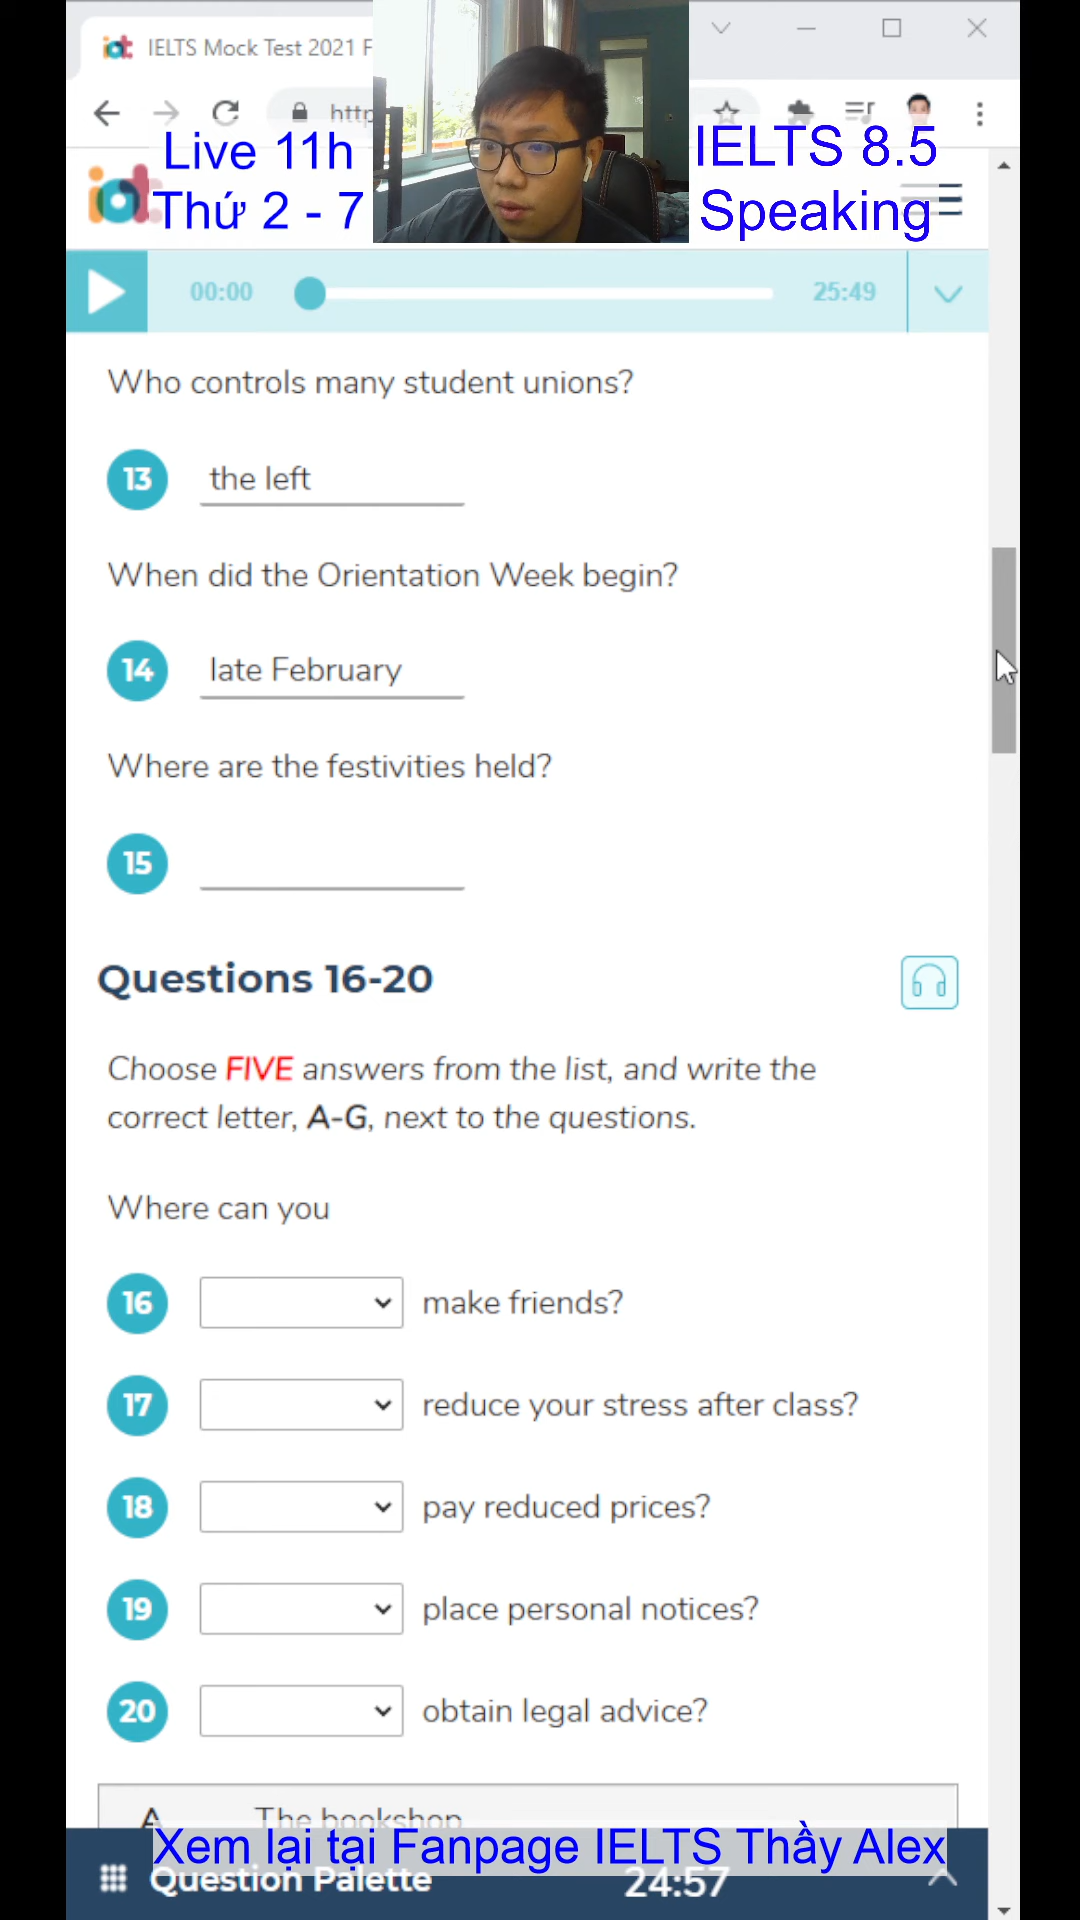 IELTS Mock Test 2021 F
http
Live 11h
Thứ 2 - 7
IELTS 8.5
Speaking
iot
00:00
25:49
Who controls many student unions?
13 the left
When did the Orientation Week begin?
14 late February
Where are the festivities held?
15
Questions 16-20
Choose FIVE answers from the list, and write the
correct letter, A-G, next to the questions.
Where can you
16 make friends?
17 reduce your stress after class?
18 pay reduced prices?
19 place personal notices?
20 obtain legal advice?
A The bookshop
Xem lại tại Fanpage IELTS Thầy Alex
Question Palette 24:57